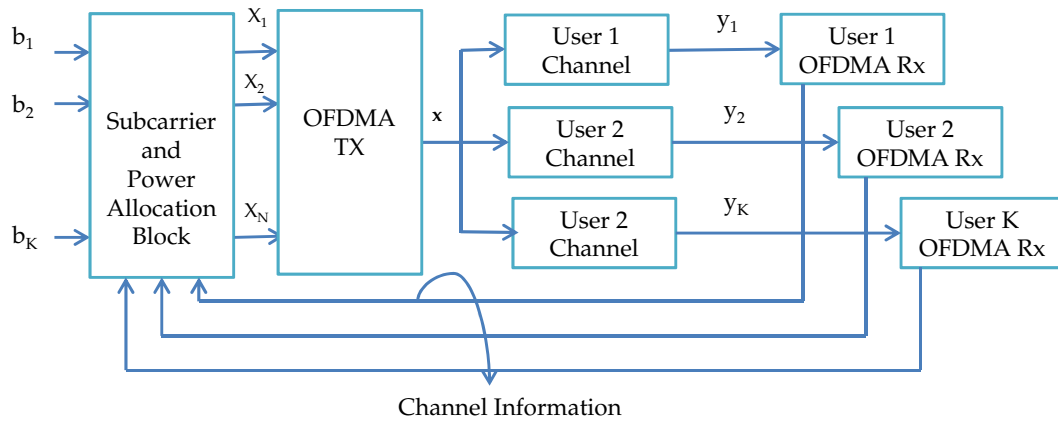 b1
b2
bK
Subcarrier
and
Power
Allocation
Block
X1
X2
XN
OFDMA
TX
x
User 1
Channel
User 2
Channel
User 2
Channel
y1
y2
yK
User 1
OFDMA Rx
User 2
OFDMA Rx
User K
OFDMA Rx
Channel Information